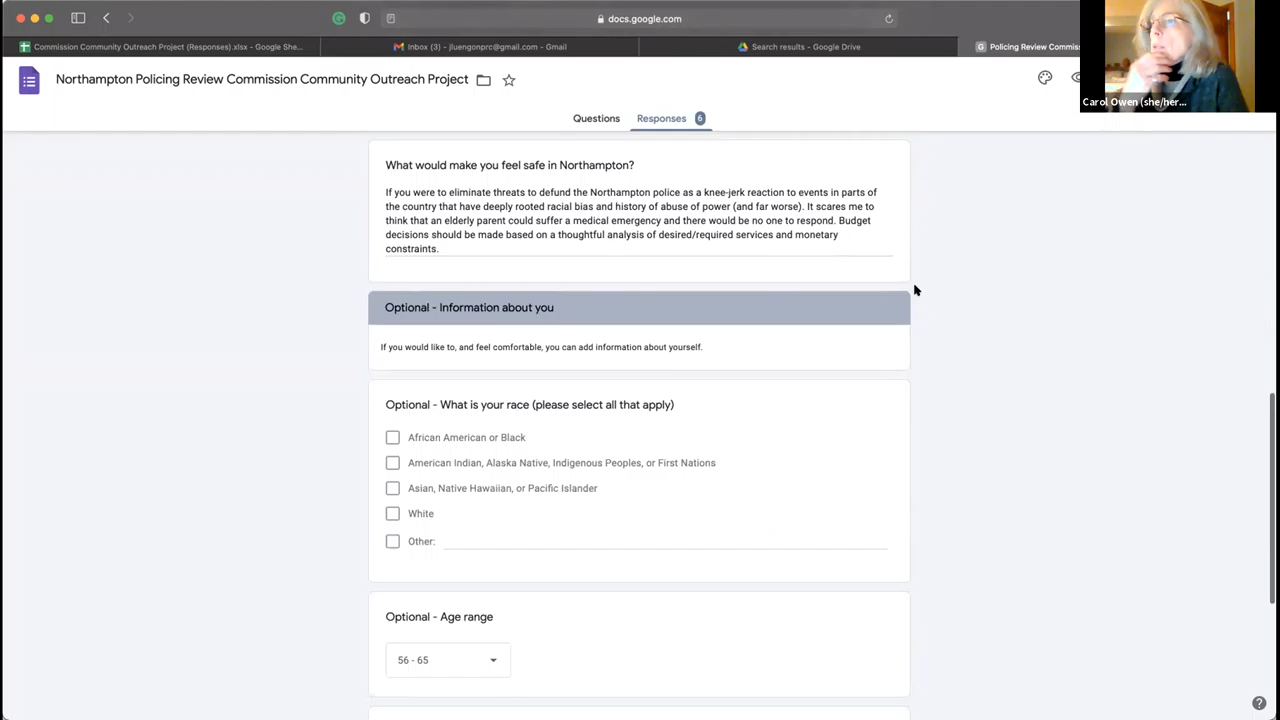 docs.google.com
Commission Community Outreach Project (Responses).xlsx - Google She...
Inbox (3) - jluengonprc@gmail.com - Gmail
Search results - Google Drive
Policing Review Commiss
Northampton Policing Review Commission Community Outreach Project
Carol Owen (she/her...
Questions
Responses 6
What would make you feel safe in Northampton?
If you were to eliminate threats to defund the Northampton police as a knee-jerk reaction to events in parts of
the country that have deeply rooted racial bias and history of abuse of power (and far worse). It scares me to
think that an elderly parent could suffer a medical emergency and there would be no one to respond. Budget
decisions should be made based on a thoughtful analysis of desired/required services and monetary
constraints.
Optional - Information about you
If you would like to, and feel comfortable, you can add information about yourself.
Optional - What is your race (please select all that apply)
African American or Black
American Indian, Alaska Native, Indigenous Peoples, or First Nations
Asian, Native Hawaiian, or Pacific Islander
White
Other:
Optional - Age range
56 - 65